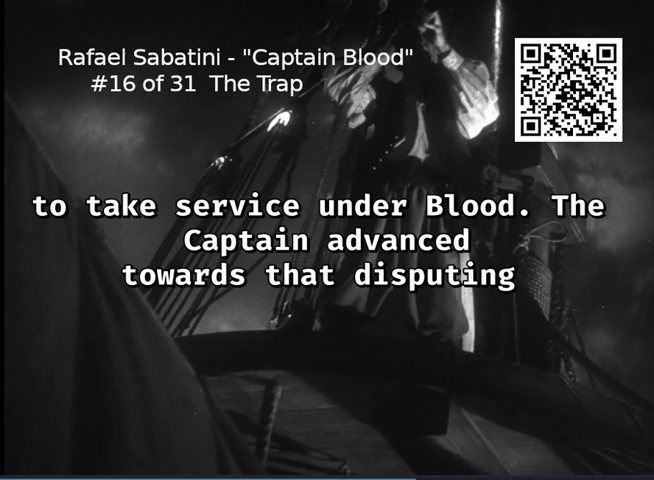 Rafael Sabatini - "Captain Blood"
#16 of 31  The Trap
to take service under Blood. The
Captain advanced
towards that disputing